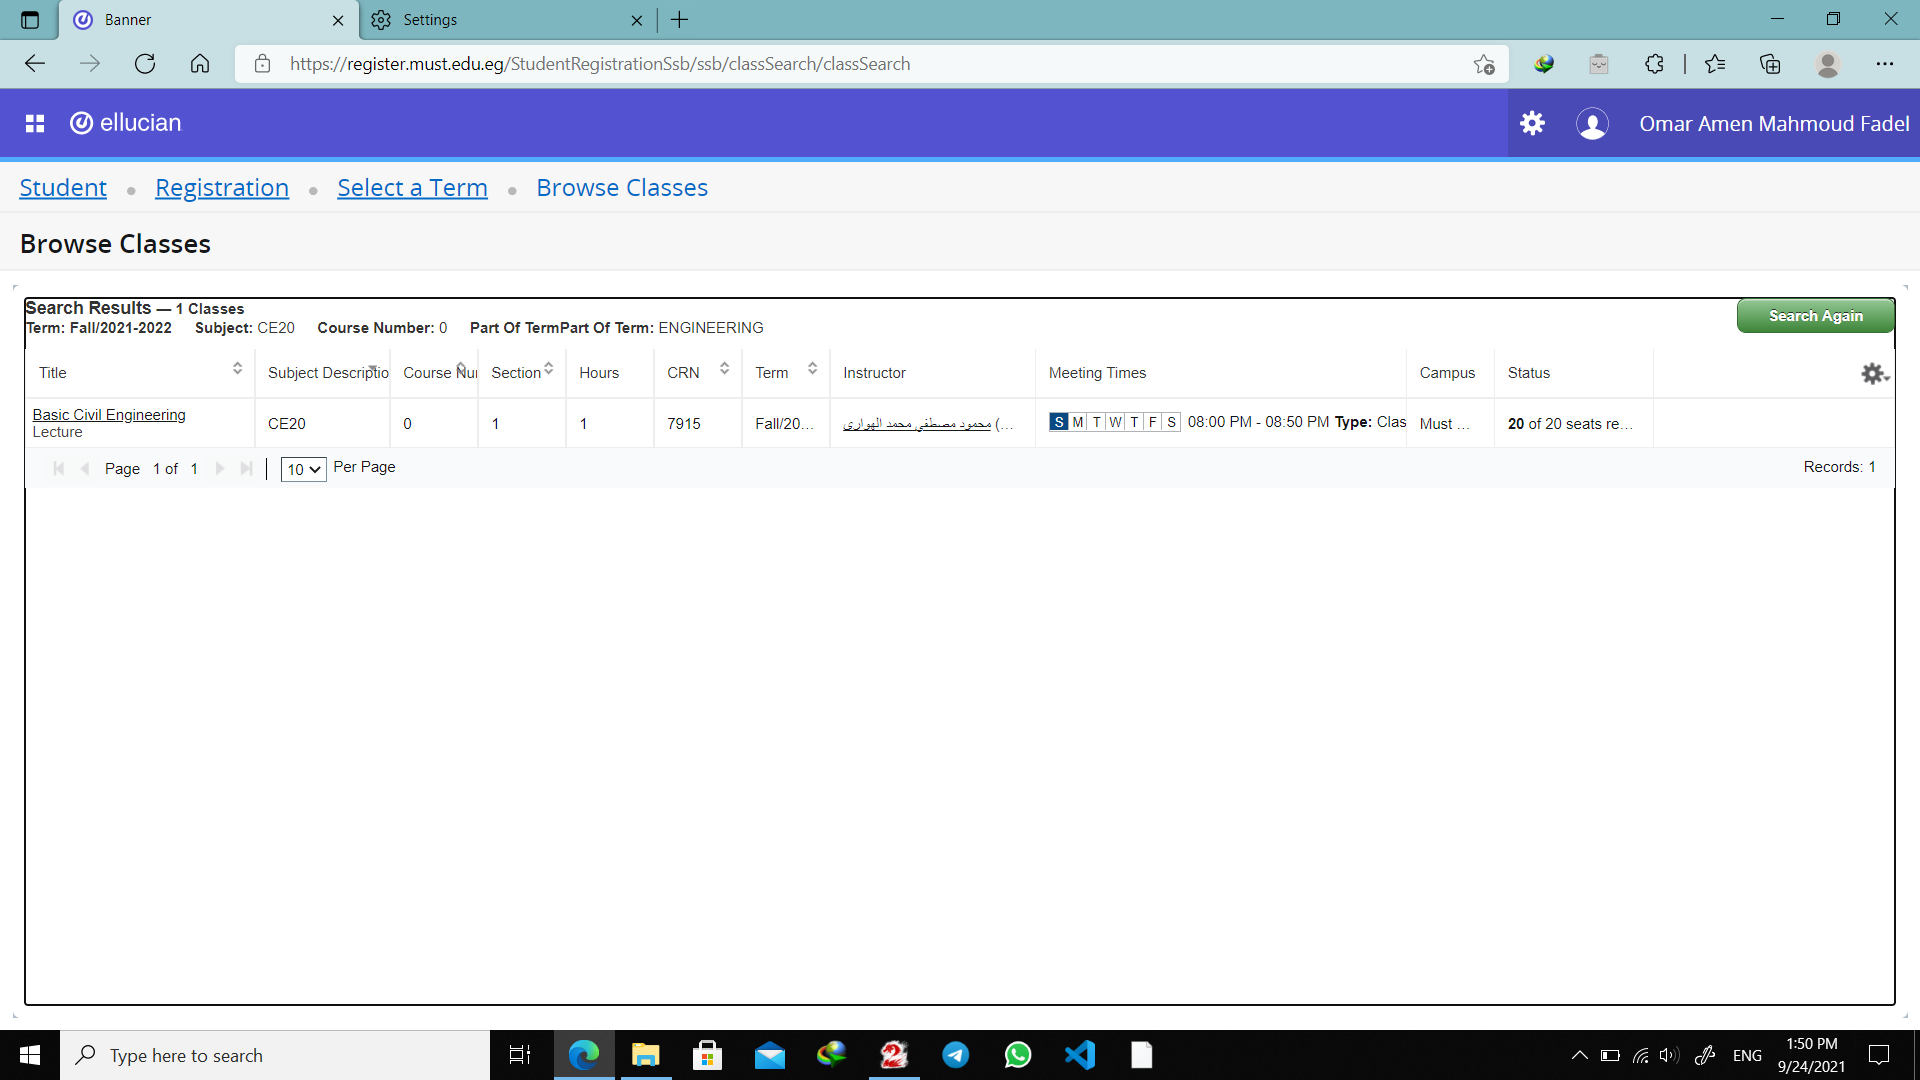 Banner
Settings
https://register.must.edu.eg/StudentRegistrationSsb/ssb/classSearch/classSearch
ellucian
Omar Amen Mahmoud Fadel
Student • Registration • Select a Term • Browse Classes
Browse Classes
Search Results — 1 Classes
Term: Fall/2021-2022 Subject: CE20 Course Number: 0 Part Of TermPart Of Term: ENGINEERING
Search Again
Title Subject Descriptio Course Nu Section Hours CRN Term Instructor Meeting Times Campus Status
Basic Civil Engineering
Lecture
CE20 0 1 1 7915 Fall/20... محمود مصطفي محمد الهوارى (... S M T W T F S 08:00 PM - 08:50 PM Type: Clas Must ... 20 of 20 seats re...
Page 1 of 1 10 Per Page Records: 1
Type here to search
ENG
1:50 PM
9/24/2021